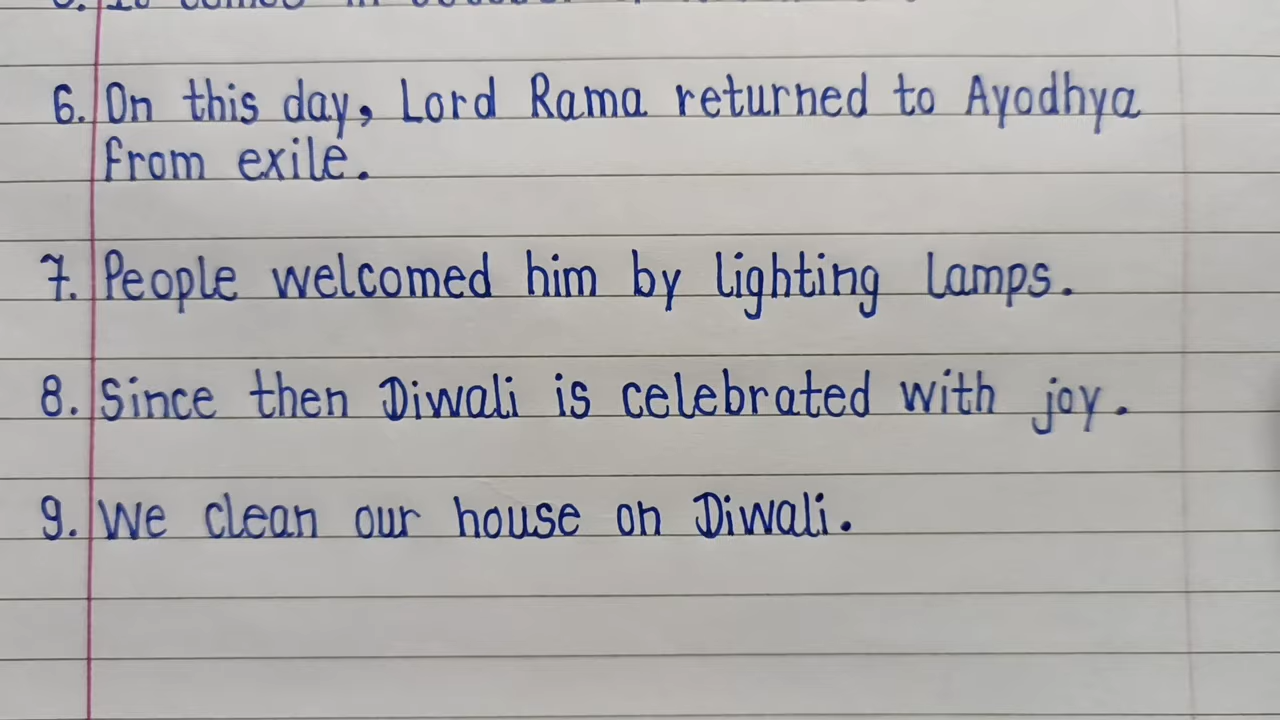 6. On this day, Lord Rama returned to Ayodhya
from exile.
7. People welcomed him by lighting lamps.
8. Since then Diwali is celebrated with joy.
9. We clean our house on Diwali.